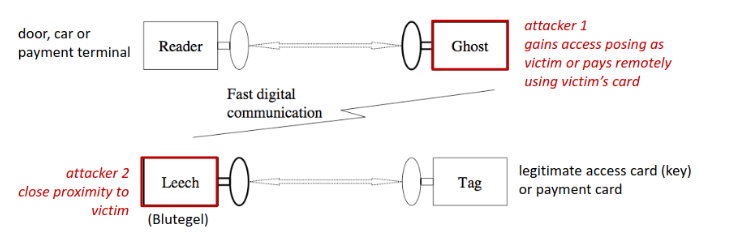 door, car or
payment terminal
Reader
Ghost
attacker 1
gains access posing as
victim or pays remotely
using victim's card
Fast digital
communication
attacker 2
close proximity to
victim
Leech
(Blutegel)
Tag
legitimate access card (key)
or payment card